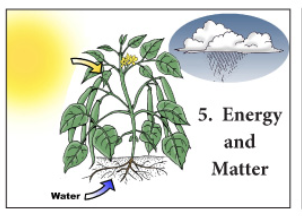 5. Energy
and
Matter
Water